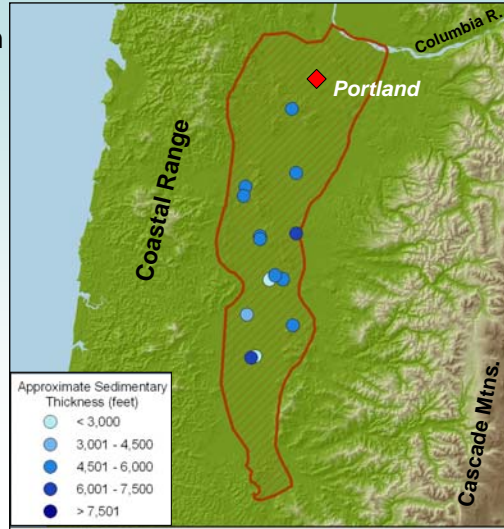 n
Columbia R.
Portland
Coastal Range
Cascade Mtns.
Approximate Sedimentary
Thickness (feet)
< 3,000
3,001 - 4,500
4,501 - 6,000
6,001 - 7,500
> 7,501